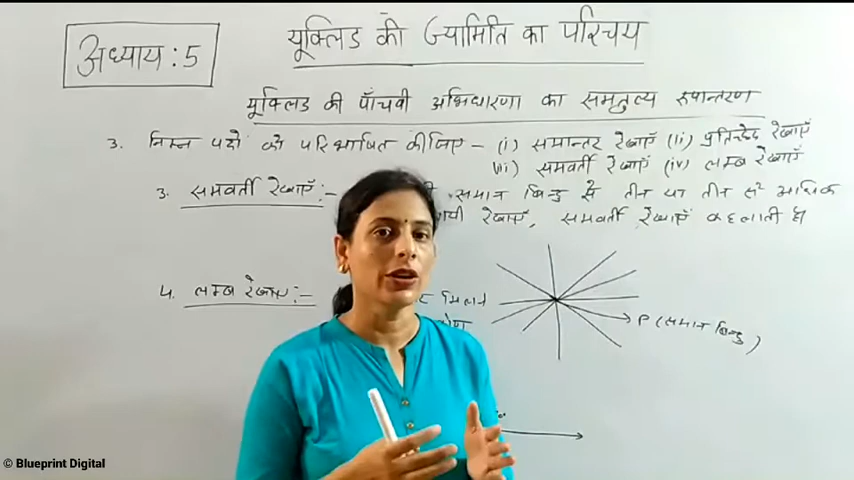 अध्याय : 5
यूक्लिड की ज्यामिति का परिचय
यूक्लिड की पाँचवी अभिधारणा का समतुल्य रूपान्तरण
3. निम्न पदों को परिभाषित कीजिए - (i) समान्तर रेखाएँ (ii) प्रतिच्छेद रेखाएँ
(iii) समवर्ती रेखाएँ (iv) लम्ब रेखाएँ
3. समवर्ती रेखाएँ :- समान बिन्दु से तीन या तीन से अधिक
रेखाएँ, समवर्ती रेखाएँ कहलाती है
4. लम्ब रेखाएँ :-
P (समान बिन्दु)
© Blueprint Digital